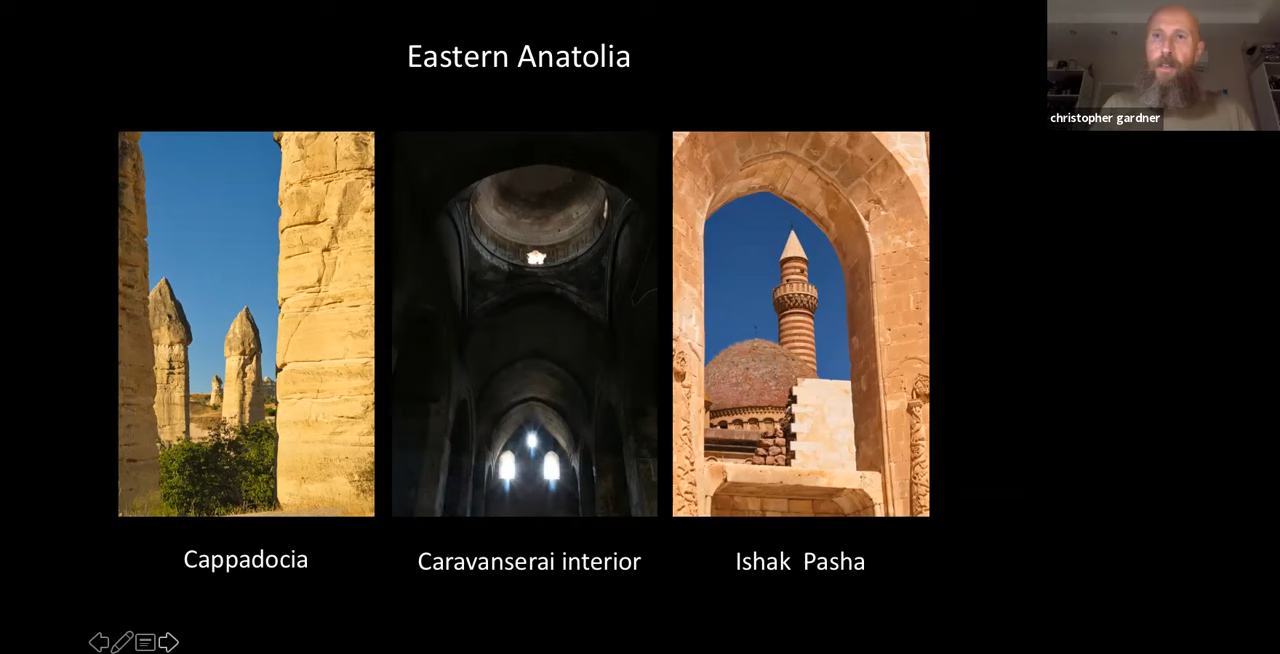 Eastern Anatolia
christopher gardner
Cappadocia
Caravanserai interior
Ishak Pasha